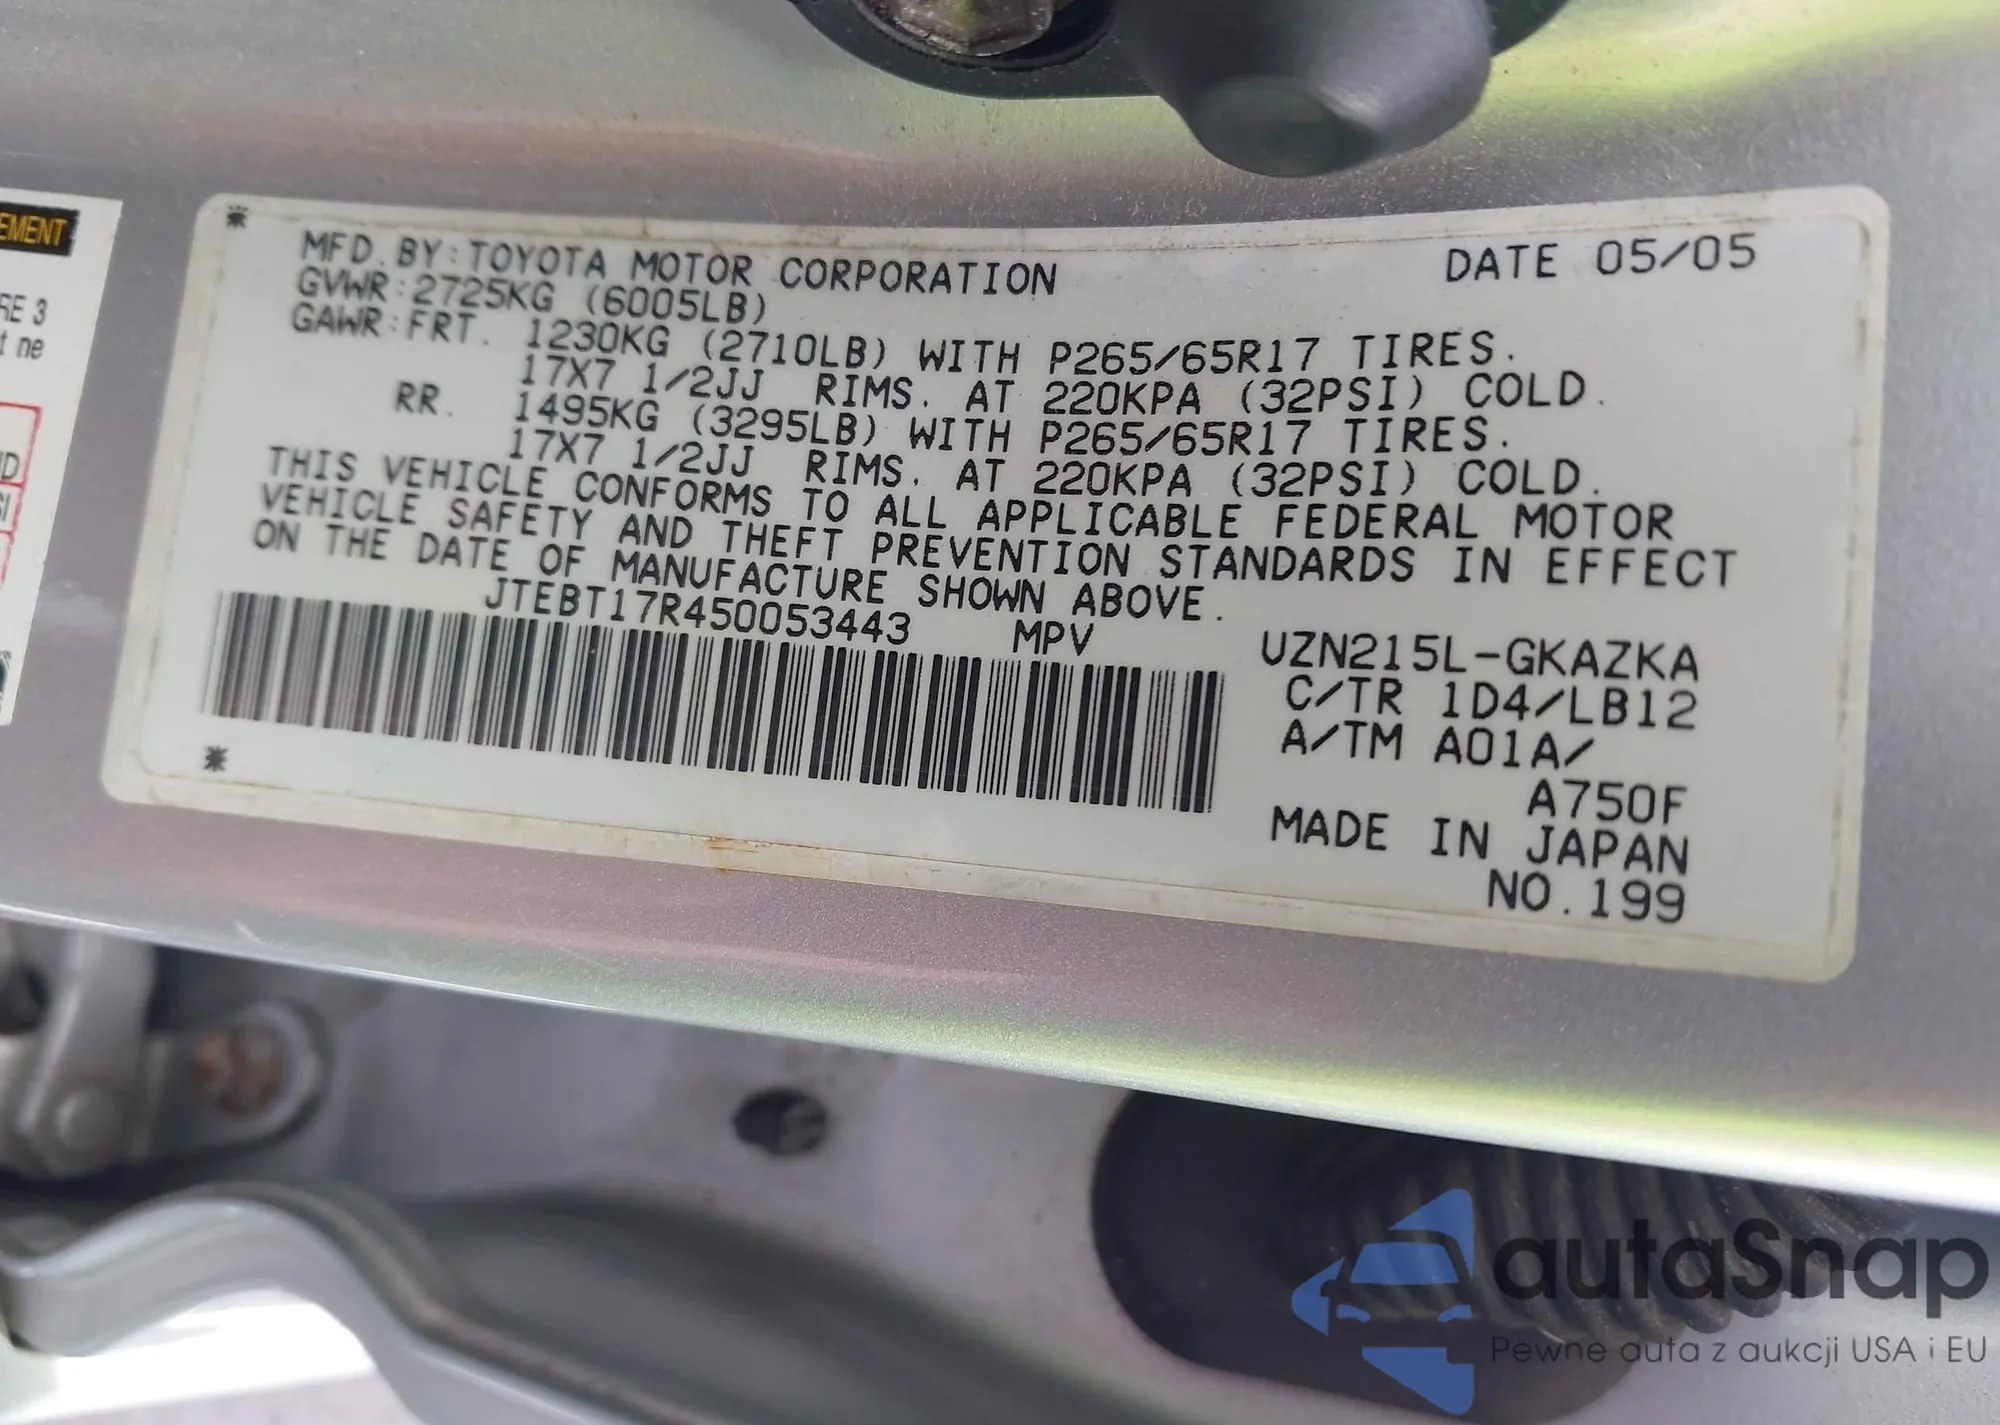 EMENT
RE 3
t ne
MFD. BY: TOYOTA MOTOR CORPORATION DATE 05/05
GVWR: 2725KG (6005LB)
GAWR: FRT. 1230KG (2710LB) WITH P265/65R17 TIRES.
17X7 1/2JJ RIMS. AT 220KPA (32PSI) COLD.
RR. 1495KG (3295LB) WITH P265/65R17 TIRES.
17X7 1/2JJ RIMS. AT 220KPA (32PSI) COLD.
THIS VEHICLE CONFORMS TO ALL APPLICABLE FEDERAL MOTOR
VEHICLE SAFETY AND THEFT PREVENTION STANDARDS IN EFFECT
ON THE DATE OF MANUFACTURE SHOWN ABOVE.
JTEBT17R450053443 MPV
UZN215L-GKAZKA
C/TR 1D4/LB12
A/TM A01A/
A750F
MADE IN JAPAN
NO.199
autaSnap
Pewne auta z aukcji USA i EU